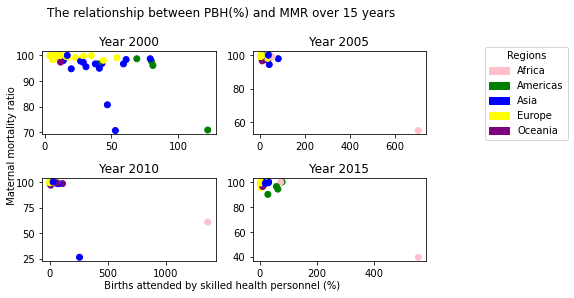 The relationship between PBH(%) and MMR over 15 years
Year 2000
100
90
80
70
0
50
100
Year 2005
100
80
60
0
200
400
600
Regions
Africa
Americas
Asia
Europe
Oceania
Maternal mortality ratio
Year 2010
100
75
50
25
0
500
1000
Year 2015
100
80
60
40
0
200
400
Births attended by skilled health personnel (%)